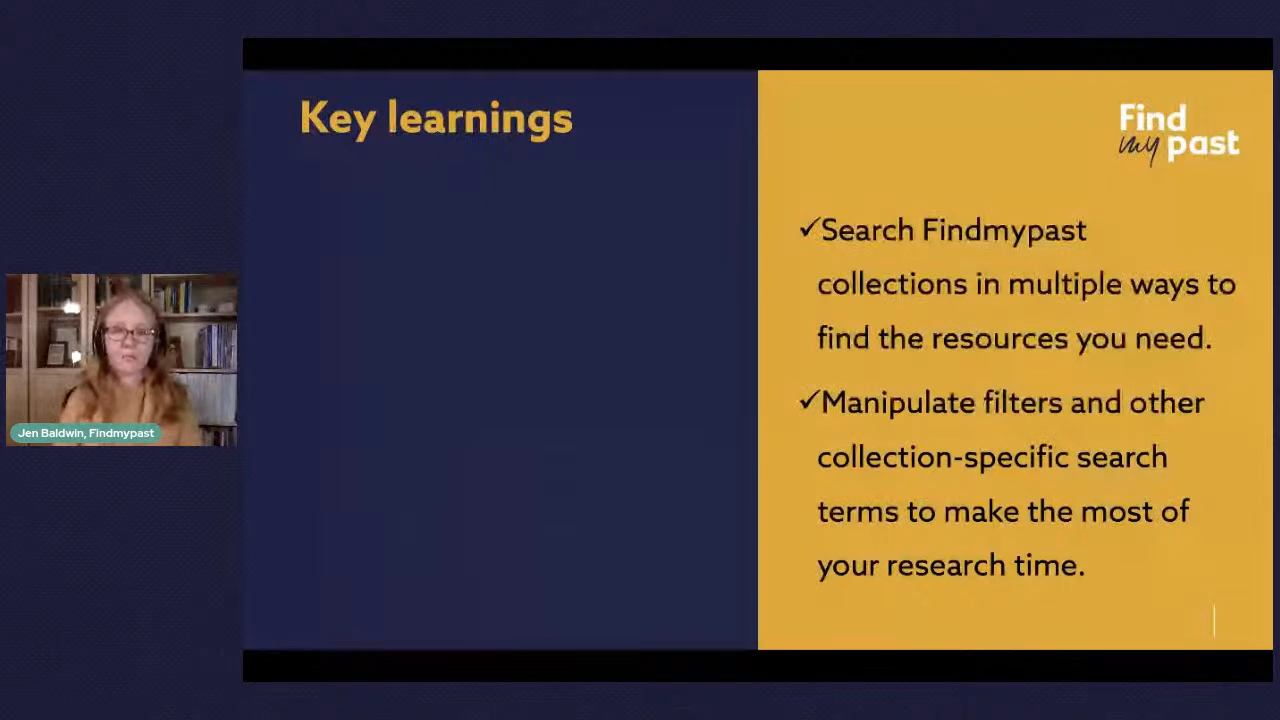 Key learnings
Find
my past
✓Search Findmypast
collections in multiple ways to
find the resources you need.
✓Manipulate filters and other
collection-specific search
terms to make the most of
your research time.
Jen Baldwin, Findmypast